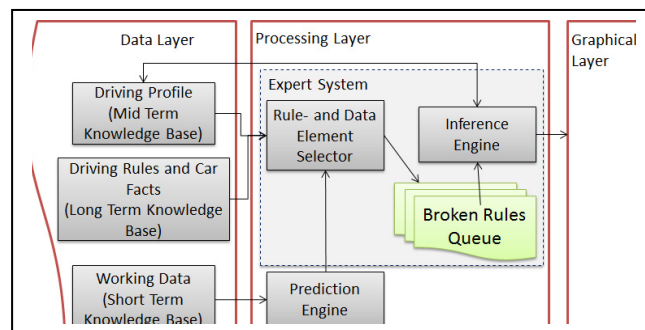 Data Layer
Processing Layer
Graphical
Layer
Expert System
Driving Profile
(Mid Term
Knowledge Base)
Rule- and Data
Element
Selector
Inference
Engine
Driving Rules and Car
Facts
(Long Term Knowledge
Base)
Broken Rules
Queue
Working Data
(Short Term
Knowledge Base)
Prediction
Engine